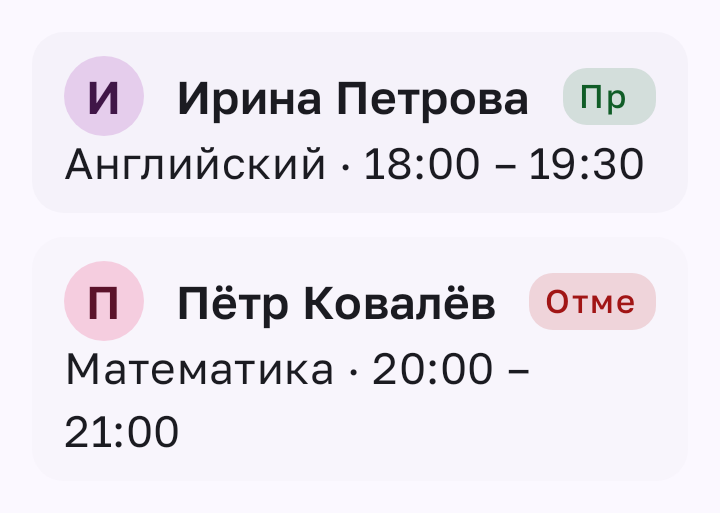 И Ирина Петрова Пр
Английский · 18:00 – 19:30
П Пётр Ковалёв Отме
Математика · 20:00 –
21:00